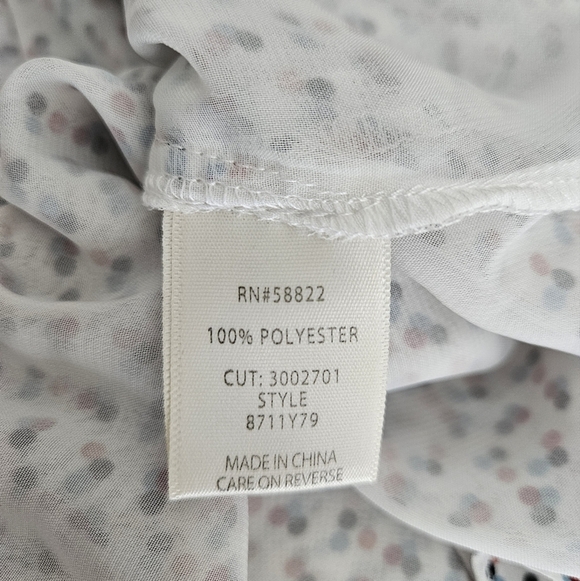 RN#58822
100% POLYESTER
CUT: 3002701
STYLE
8711Y79
MADE IN CHINA
CARE ON REVERSE